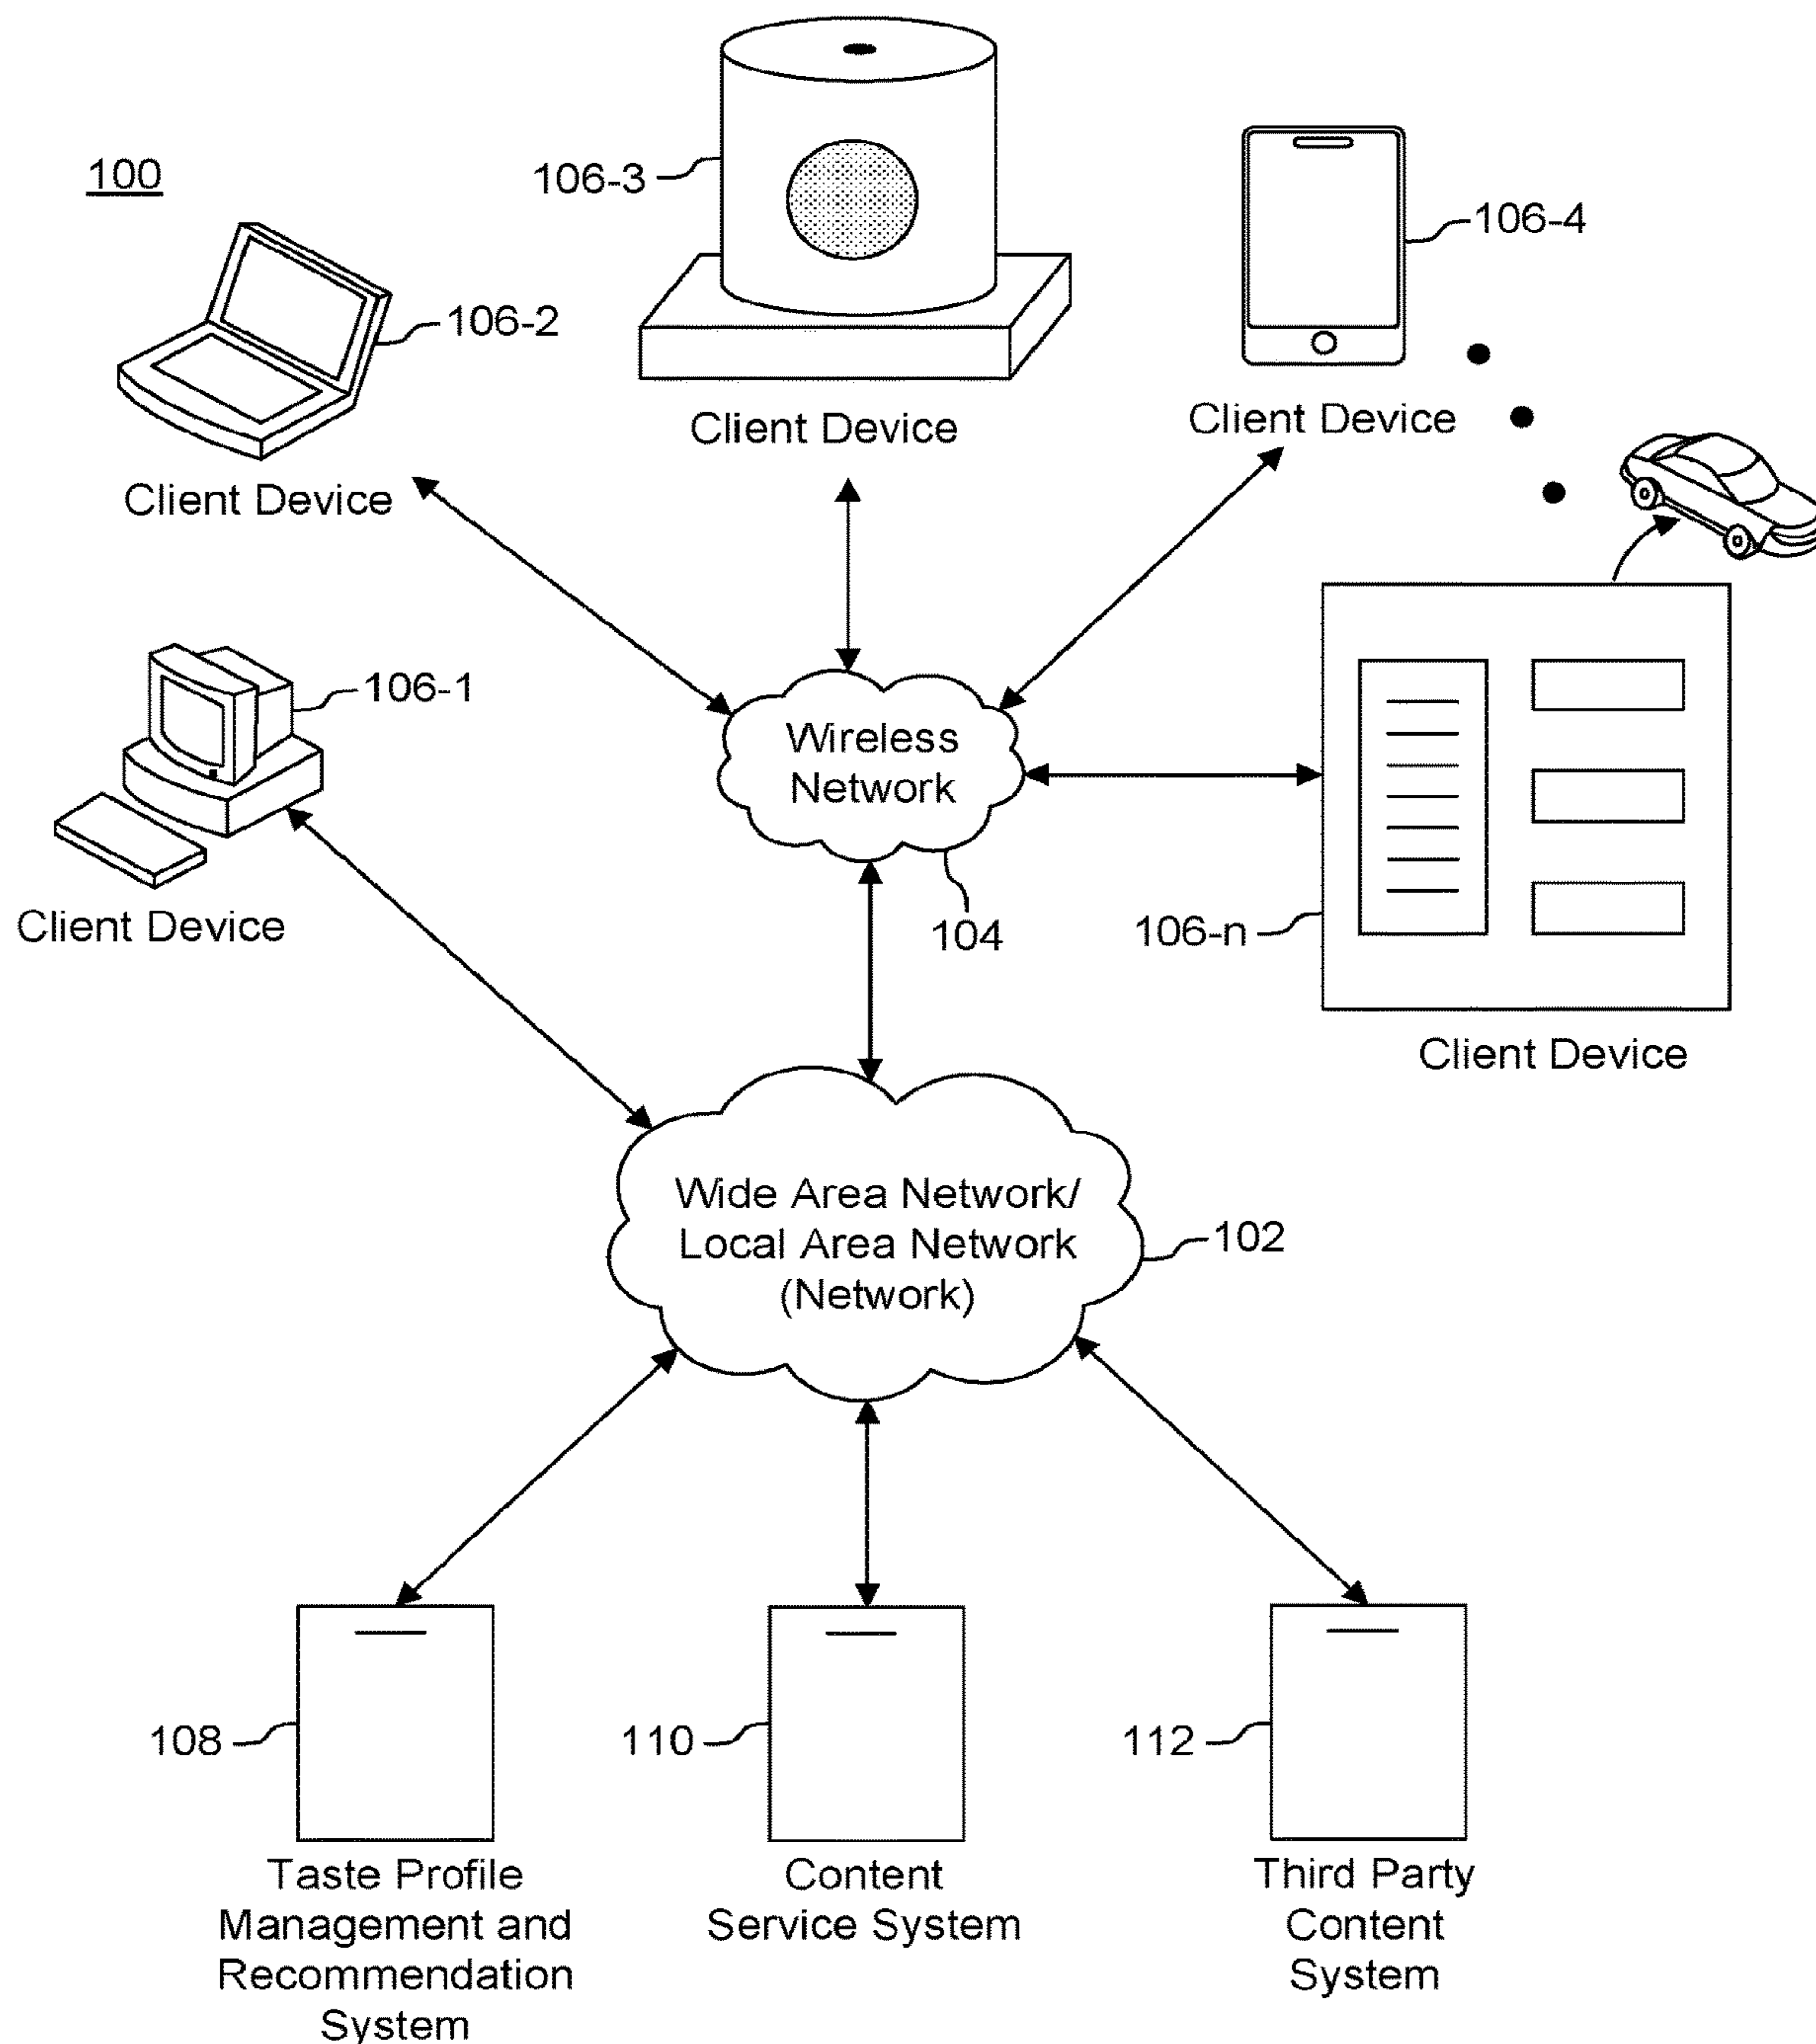 100
106-3
106-4
106-2
Client Device
Client Device
Client Device
106-1
Wireless
Network
Client Device
104
106-n
Client Device
Wide Area Network/
Local Area Network
(Network)
102
108
110
112
Taste Profile
Management and
Recommendation
System
Content
Service System
Third Party
Content
System